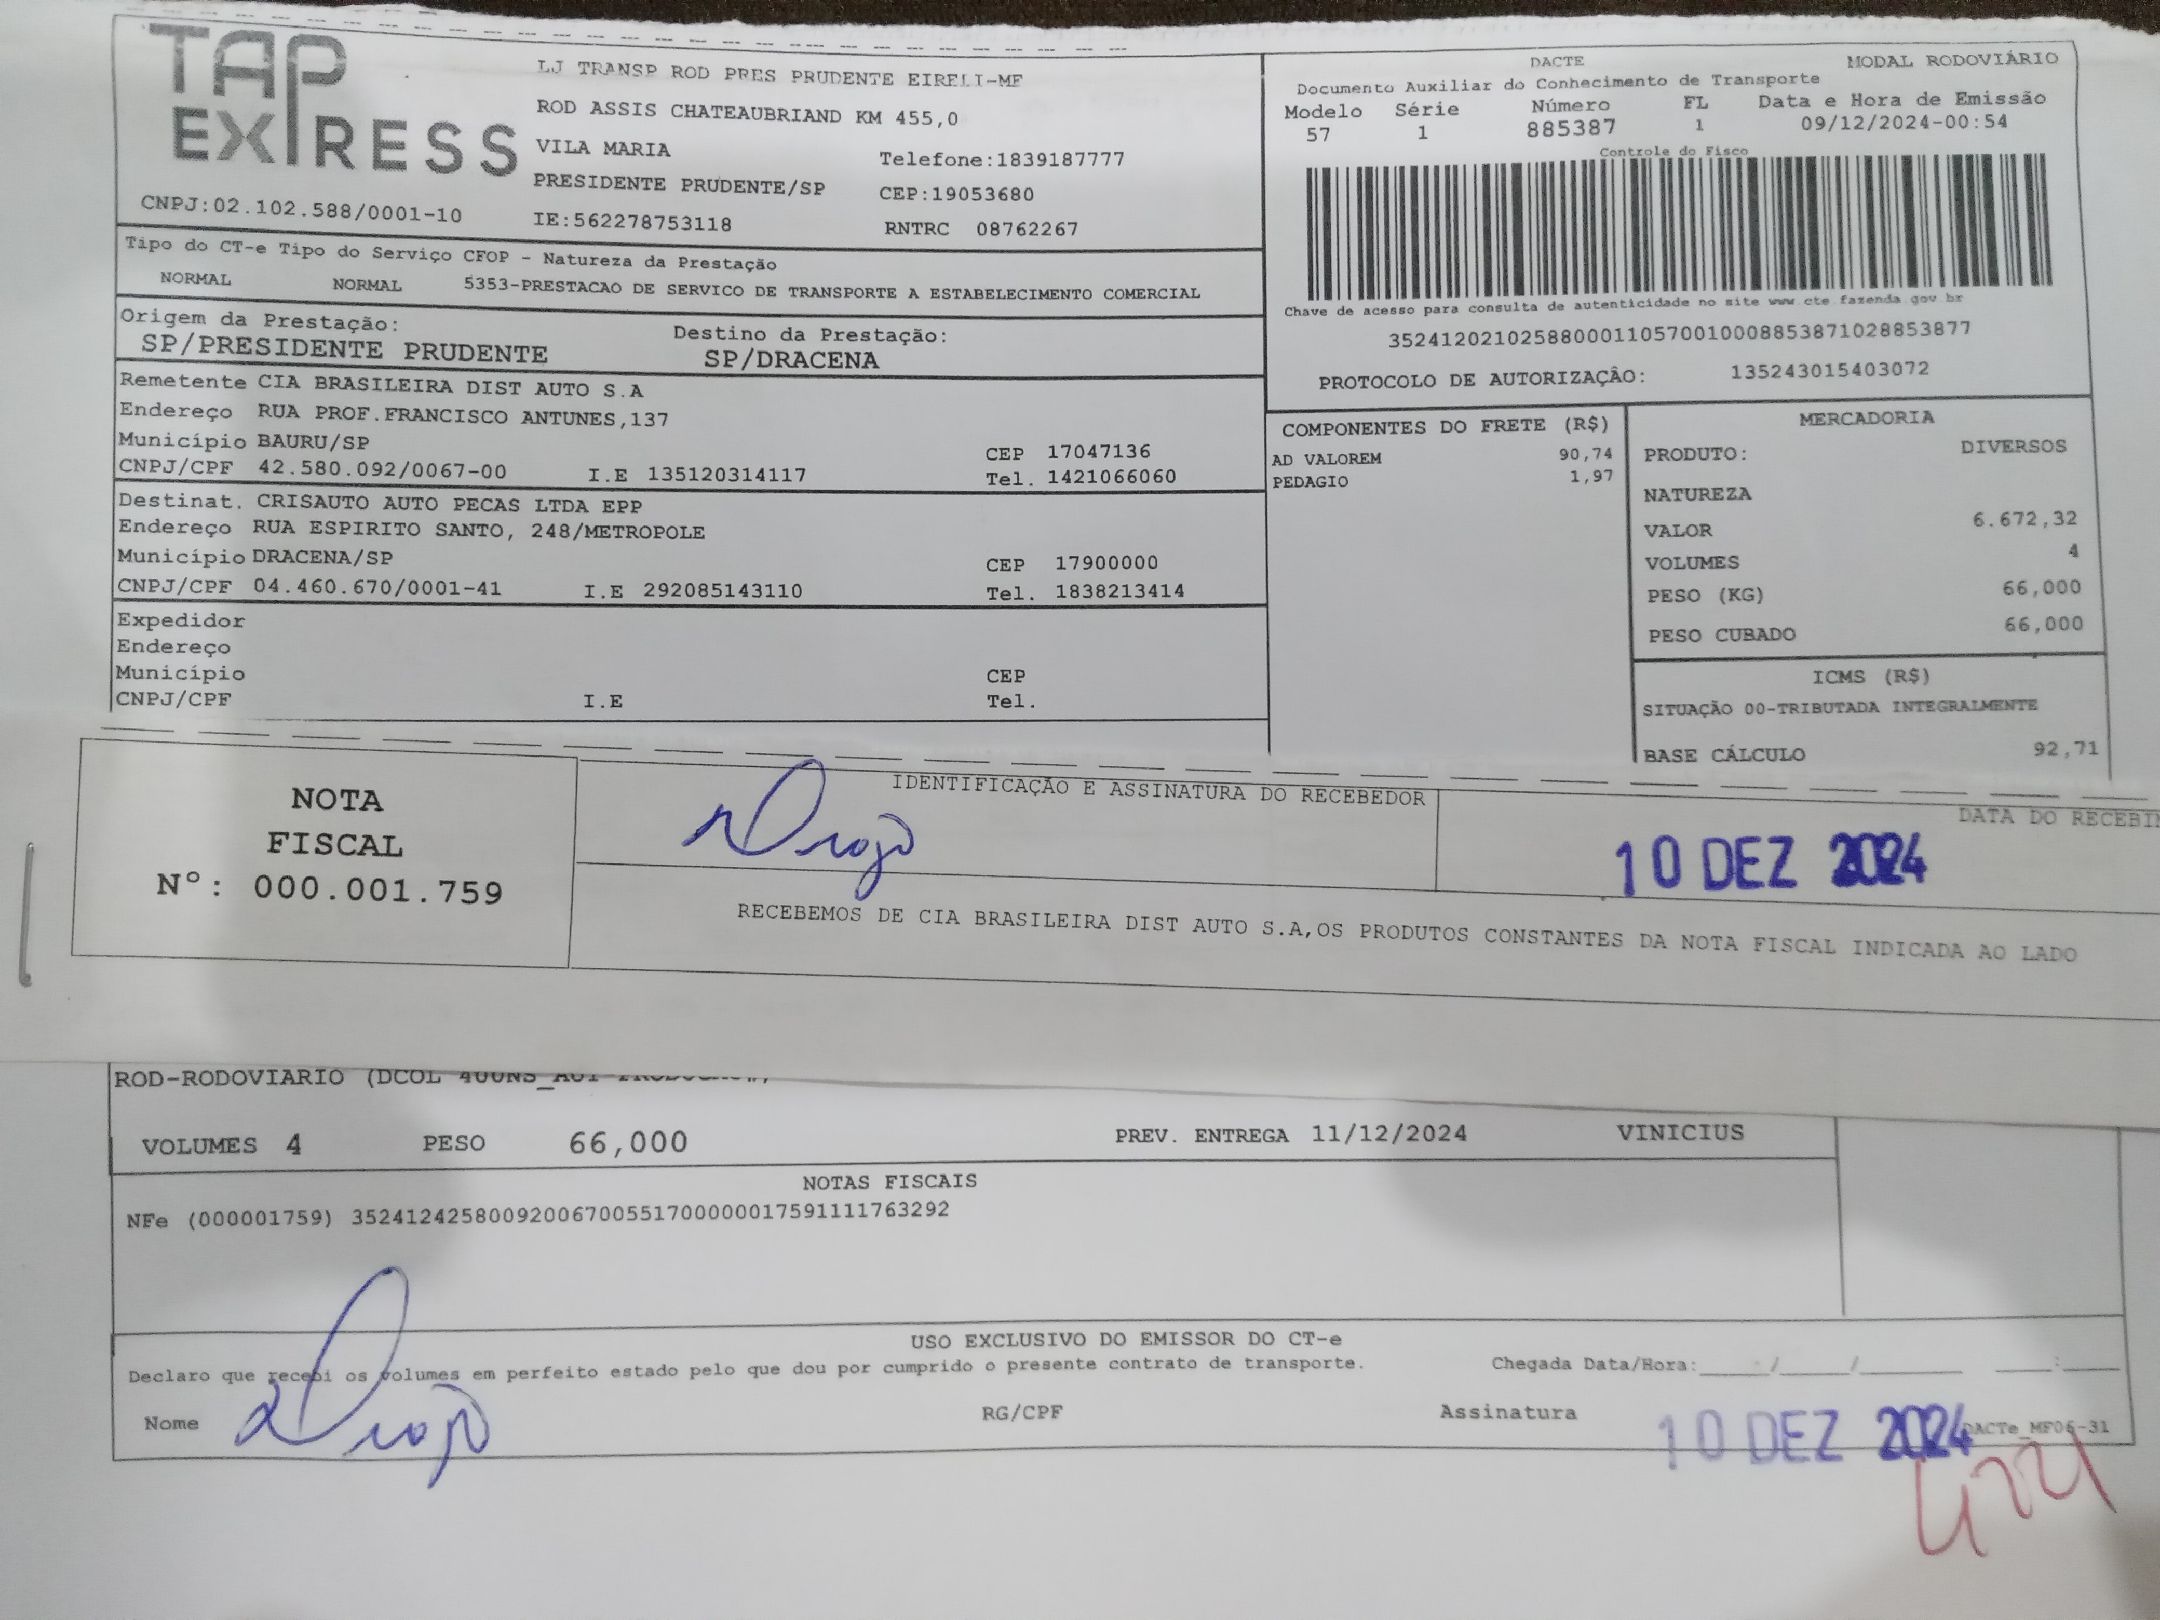 TAP EXPRESS
LJ TRANSP ROD PRES PRUDENTE EIRELI-MF
ROD ASSIS CHATEAUBRIAND KM 455,0
VILA MARIA
Telefone:1839187777
PRESIDENTE PRUDENTE/SP CEP:19053680
CNPJ:02.102.588/0001-10 IE:562278753118 RNTRC 08762267
DACTE MODAL RODOVIÁRIO
Documento Auxiliar do Conhecimento de Transporte
Modelo Série Número FL Data e Hora de Emissão
57 1 885387 1 09/12/2024-00:54
Controle do Fisco
Chave de acesso para consulta de autenticidade no site www.cte.fazenda.gov.br
35241202102588000110570010008853871028853877
PROTOCOLO DE AUTORIZAÇÃO: 135243015403072
Tipo do CT-e Tipo do Serviço CFOP - Natureza da Prestação
NORMAL NORMAL 5353-PRESTACAO DE SERVICO DE TRANSPORTE A ESTABELECIMENTO COMERCIAL
Origem da Prestação: Destino da Prestação:
SP/PRESIDENTE PRUDENTE SP/DRACENA
Remetente CIA BRASILEIRA DIST AUTO S.A
Endereço RUA PROF.FRANCISCO ANTUNES,137
Município BAURU/SP CEP 17047136
CNPJ/CPF 42.580.092/0067-00 I.E 135120314117 Tel. 1421066060
Destinat. CRISAUTO AUTO PECAS LTDA EPP
Endereço RUA ESPIRITO SANTO, 248/METROPOLE
Município DRACENA/SP CEP 17900000
CNPJ/CPF 04.460.670/0001-41 I.E 292085143110 Tel. 1838213414
Expedidor
Endereço
Município CEP
CNPJ/CPF I.E Tel.
COMPONENTES DO FRETE (R$)
AD VALOREM 90,74
PEDAGIO 1,97
MERCADORIA
PRODUTO: DIVERSOS
NATUREZA
VALOR 6.672,32
VOLUMES 4
PESO (KG) 66,000
PESO CUBADO 66,000
ICMS (R$)
SITUAÇÃO 00-TRIBUTADA INTEGRALMENTE
BASE CÁLCULO 92,71
NOTA
FISCAL
Nº: 000.001.759
IDENTIFICAÇÃO E ASSINATURA DO RECEBEDOR
DATA DO RECEBI
10 DEZ 2024
RECEBEMOS DE CIA BRASILEIRA DIST AUTO S.A,OS PRODUTOS CONSTANTES DA NOTA FISCAL INDICADA AO LADO
ROD-RODOVIARIO (DCOL
VOLUMES 4 PESO 66,000 PREV. ENTREGA 11/12/2024 VINICIUS
NOTAS FISCAIS
NFe (000001759) 35241242580092006700551700000017591111763292
USO EXCLUSIVO DO EMISSOR DO CT-e
Declaro que recebi os volumes em perfeito estado pelo que dou por cumprido o presente contrato de transporte. Chegada Data/Hora:____/____/____ ___:___
Nome RG/CPF Assinatura
10 DEZ 2024
DACTe_MF06-31